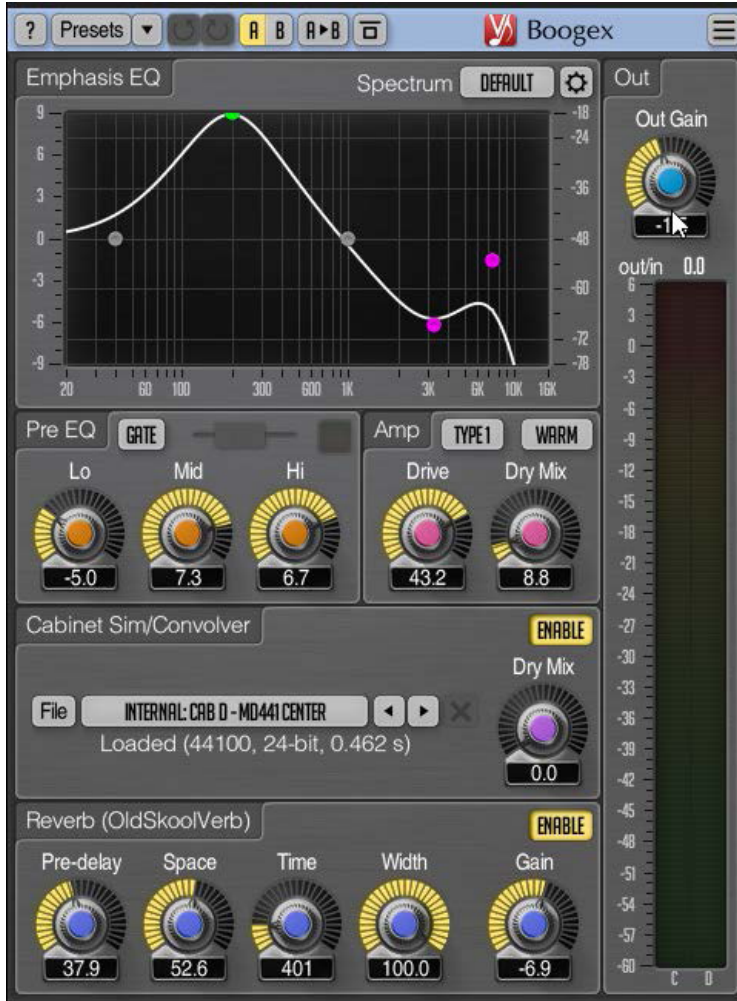 ? Presets A B A▸B Boogex
Emphasis EQ Spectrum DEFAULT
9
6
3
0
-3
-6
-9
-18
-24
-36
-48
-60
-72
-78
20 60 100 300 600 1K 3K 6K 10K 16K
Pre EQ GATE
Lo Mid Hi
-5.0 7.3 6.7
Amp TYPE1 WARM
Drive Dry Mix
43.2 8.8
Cabinet Sim/Convolver ENABLE
Dry Mix
File INTERNAL: CAB D - MD441 CENTER
Loaded (44100, 24-bit, 0.462 s)
0.0
Reverb (OldSkoolVerb) ENABLE
Pre-delay Space Time Width Gain
37.9 52.6 401 100.0 -6.9
Out
Out Gain
out/in 0.0
6
3
0
-3
-6
-9
-12
-15
-18
-21
-24
-27
-30
-33
-36
-39
-42
-45
-48
-51
-54
-57
-60
C D